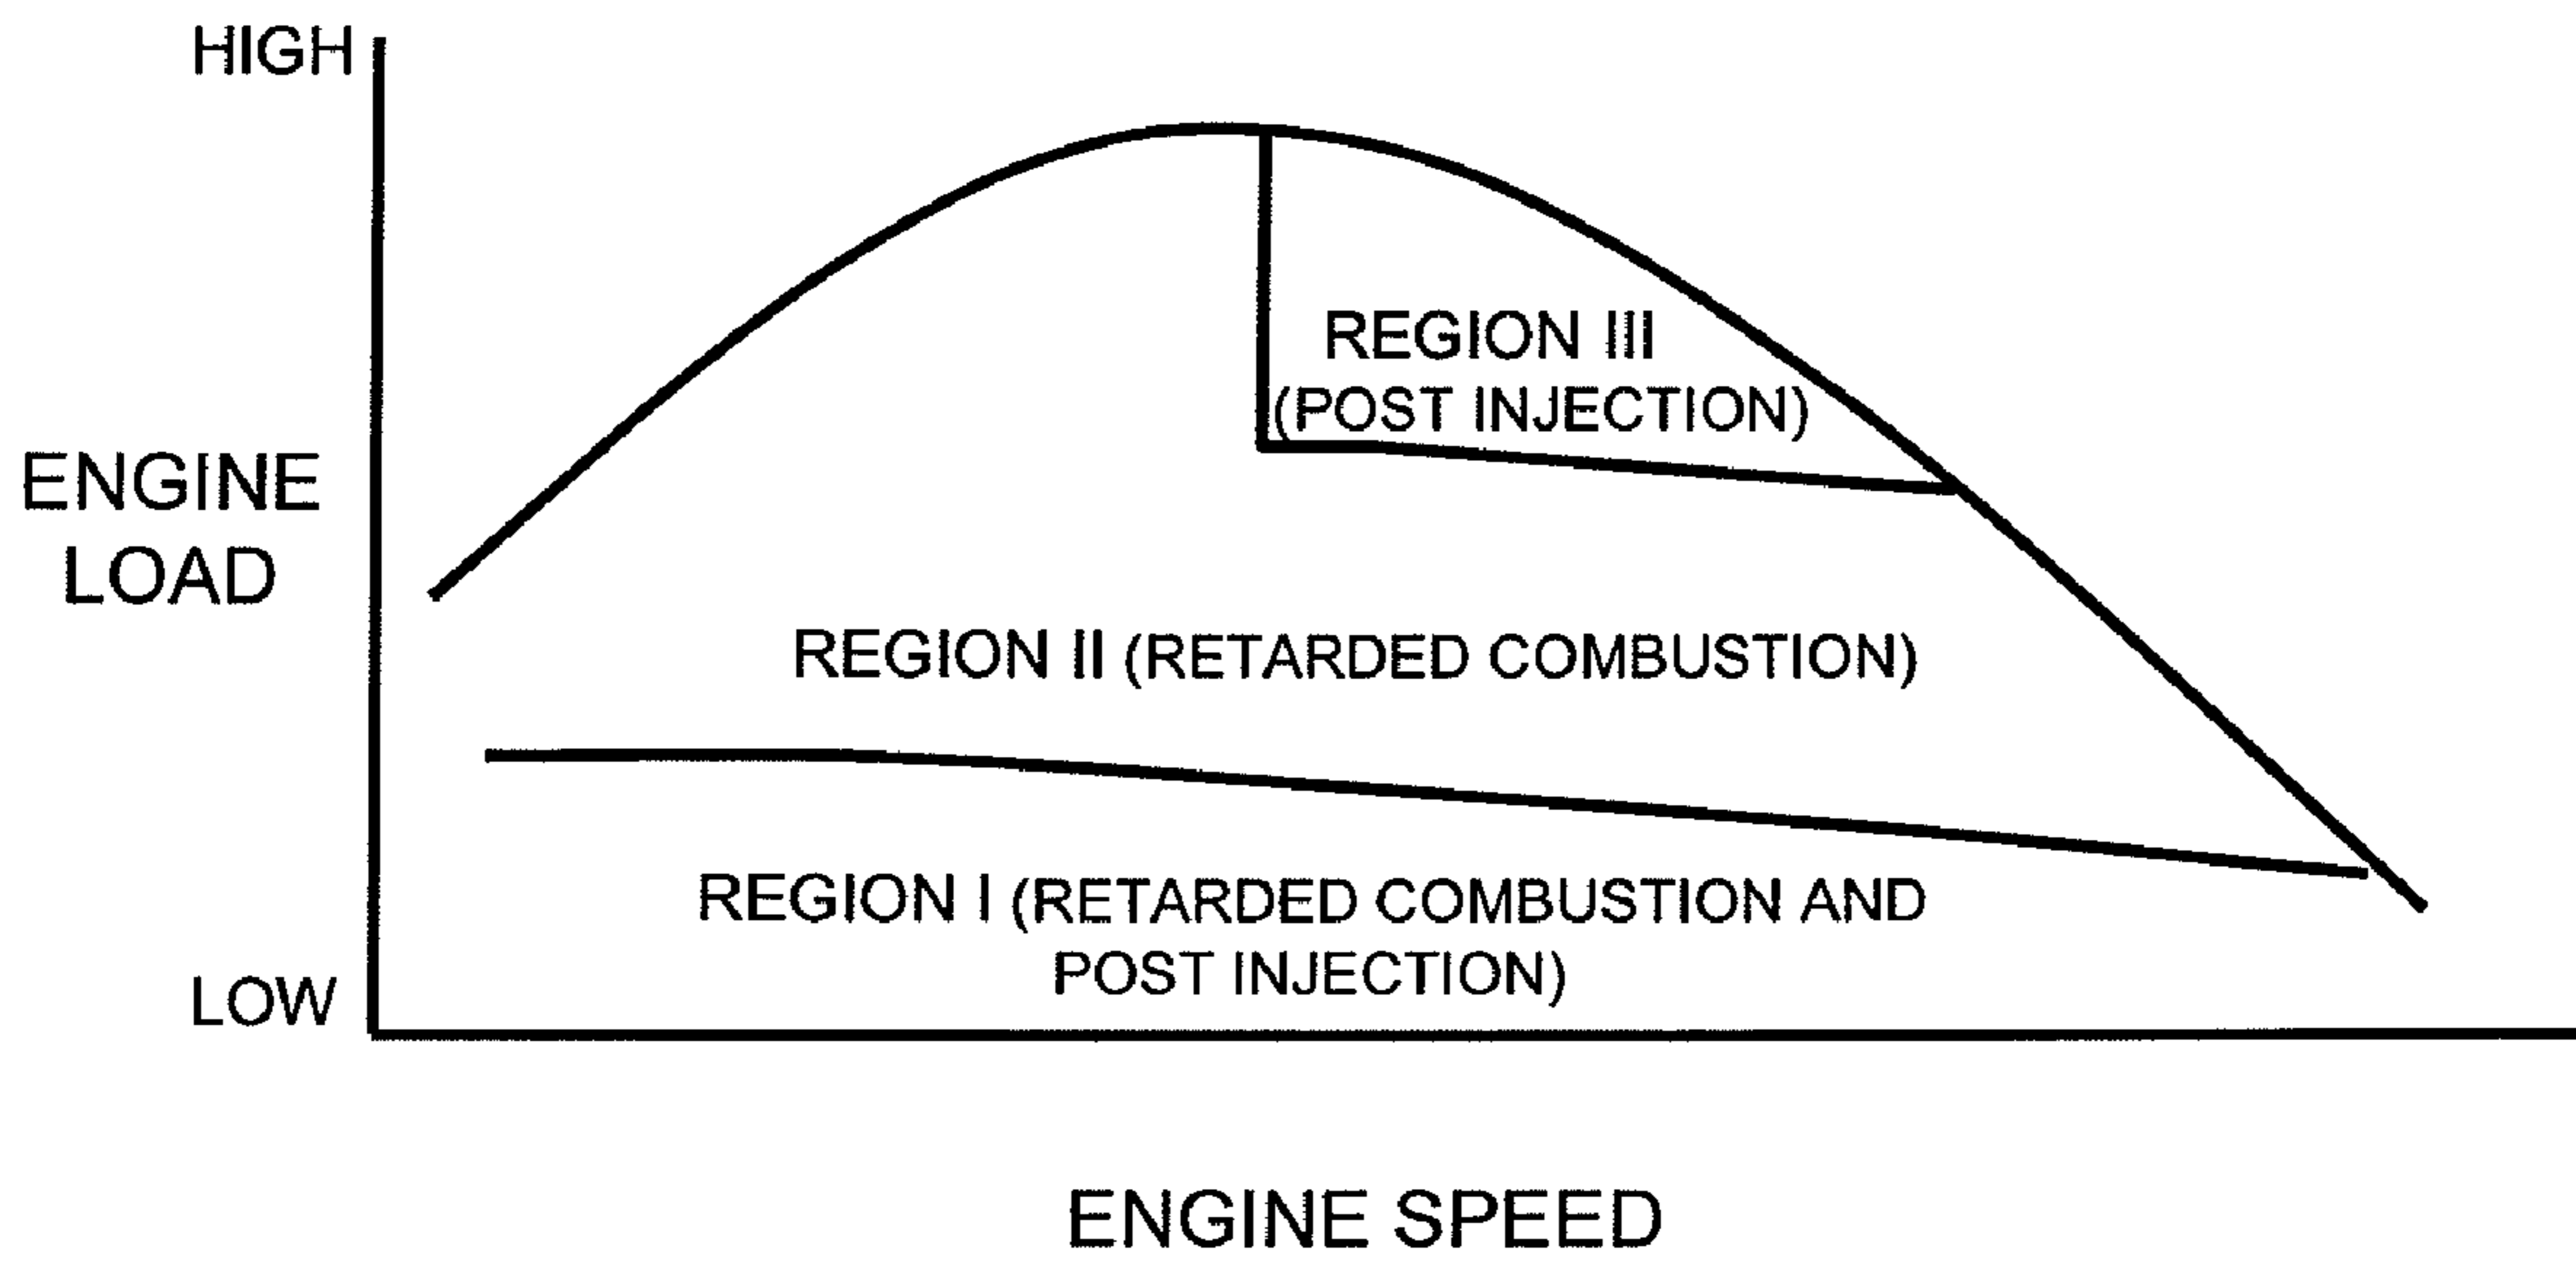 HIGH
REGION III
(POST INJECTION)
ENGINE
LOAD
REGION II (RETARDED COMBUSTION)
REGION I (RETARDED COMBUSTION AND
POST INJECTION)
LOW
ENGINE SPEED